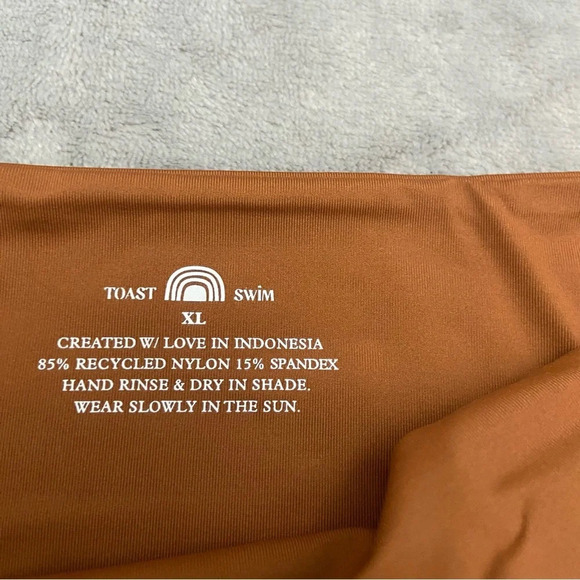 TOAST SWiM
XL
CREATED W/ LOVE IN INDONESIA
85% RECYCLED NYLON 15% SPANDEX
HAND RINSE & DRY IN SHADE.
WEAR SLOWLY IN THE SUN.